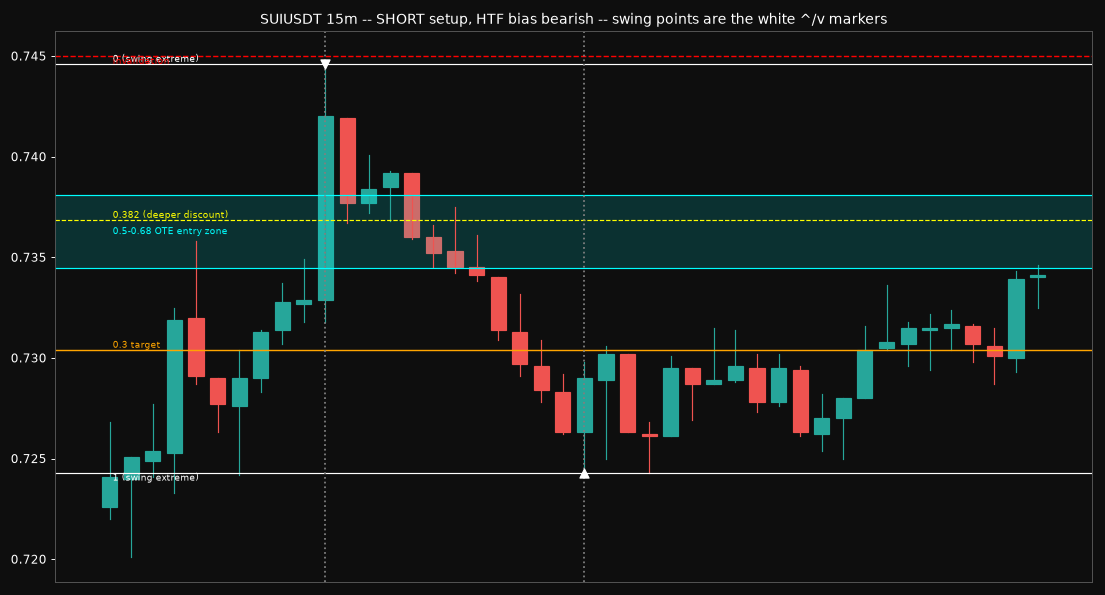 SUIUSDT 15m -- SHORT setup, HTF bias bearish -- swing points are the white ^/v markers
0.745
0 (swing extreme)
0.740
0.382 (deeper discount)
0.5-0.68 OTE entry zone
0.735
0.3 target
0.730
0.725
1 (swing extreme)
0.720